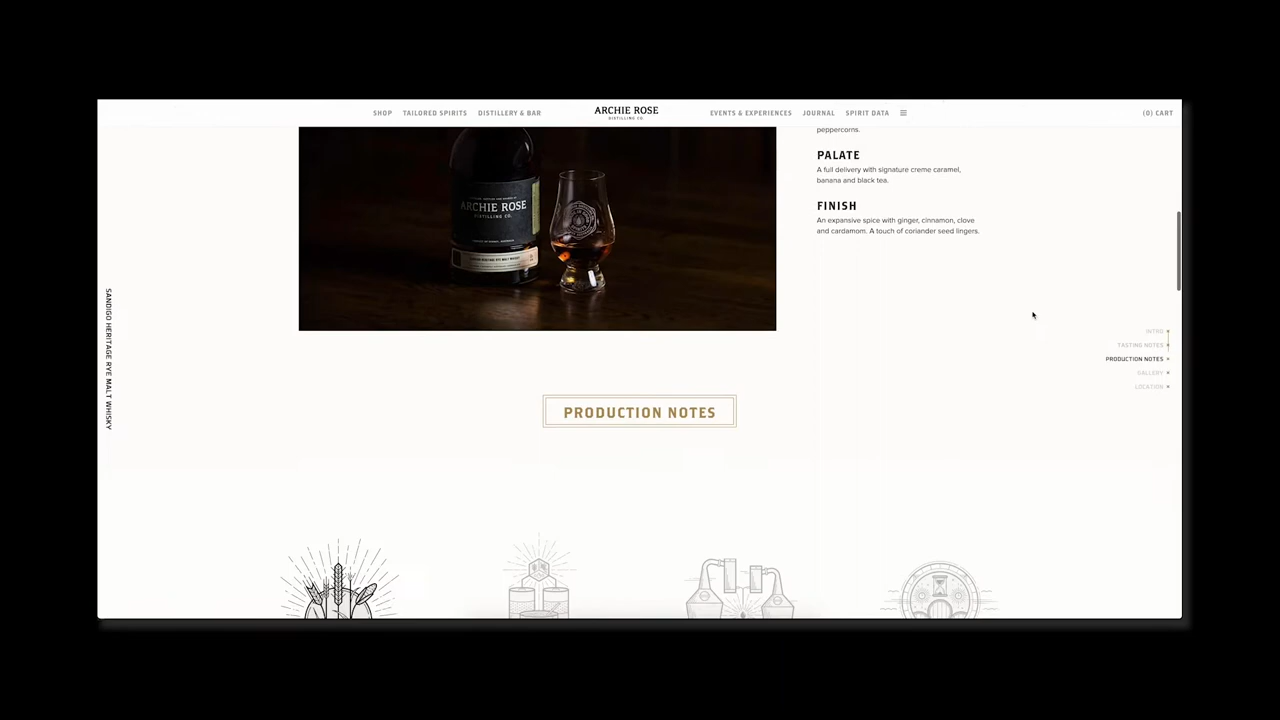 SHOP TAILORED SPIRITS DISTILLERY & BAR ARCHIE ROSE EVENTS & EXPERIENCES JOURNAL SPIRIT DATA (0) CART
DISTILLING CO.
peppercorns.
PALATE
A full delivery with signature creme caramel,
banana and black tea.
FINISH
An expansive spice with ginger, cinnamon, clove
and cardamom. A touch of coriander seed lingers.
ARCHIE ROSE
DISTILLING CO.
SANDIGO HERITAGE RYE MALT WHISKY
INTRO
TASTING NOTES
PRODUCTION NOTES
GALLERY
LOCATION
PRODUCTION NOTES